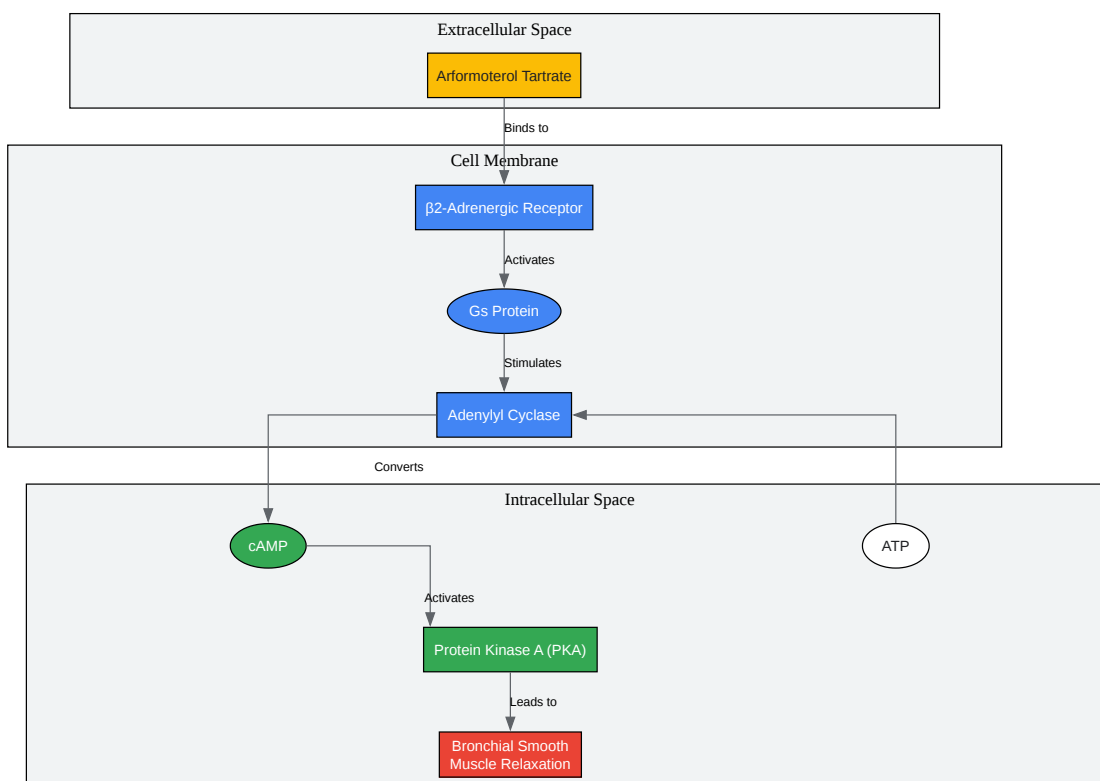 Extracellular Space
Arformoterol Tartrate
Binds to
Cell Membrane
β2-Adrenergic Receptor
Activates
Gs Protein
Stimulates
Adenylyl Cyclase
Converts
Intracellular Space
cAMP
ATP
Activates
Protein Kinase A (PKA)
Leads to
Bronchial Smooth
Muscle Relaxation